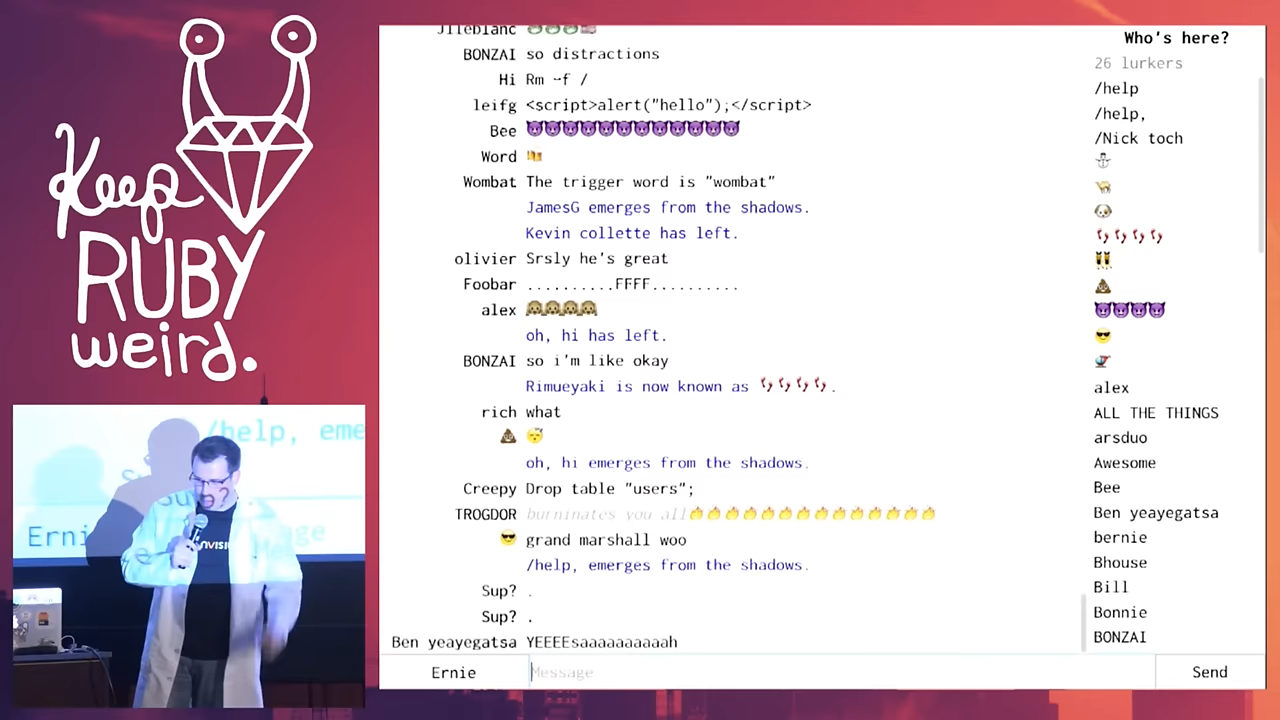 Keep
RUBY
weird.
/help, eme
Su
Erni
Jlleblanc
BONZAI so distractions
Hi Rm -f /
leifg <script>alert("hello");</script>
Bee 😈😈😈😈😈😈😈😈😈😈😈😈
Word 🍻
Wombat The trigger word is "wombat"
JamesG emerges from the shadows.
Kevin collette has left.
olivier Srsly he's great
Foobar ..........FFFF..........
alex 🙉🙉🙉🙉
oh, hi has left.
BONZAI so i'm like okay
Rimueyaki is now known as 👣👣👣👣.
rich what
💩 😴
oh, hi emerges from the shadows.
Creepy Drop table "users";
TROGDOR burninates you all🔥🔥🔥🔥🔥🔥🔥🔥🔥🔥🔥🔥🔥🔥
😎 grand marshall woo
/help, emerges from the shadows.
Sup? .
Sup? .
Ben yeayegatsa YEEEEsaaaaaaaaaah
Ernie Message Send
Who's here?
26 lurkers
/help
/help,
/Nick toch
⛄
🐫
🐶
👣👣👣👣
👯
💩
😈😈😈😈
😎
🚁
alex
ALL THE THINGS
arsduo
Awesome
Bee
Ben yeayegatsa
bernie
Bhouse
Bill
Bonnie
BONZAI